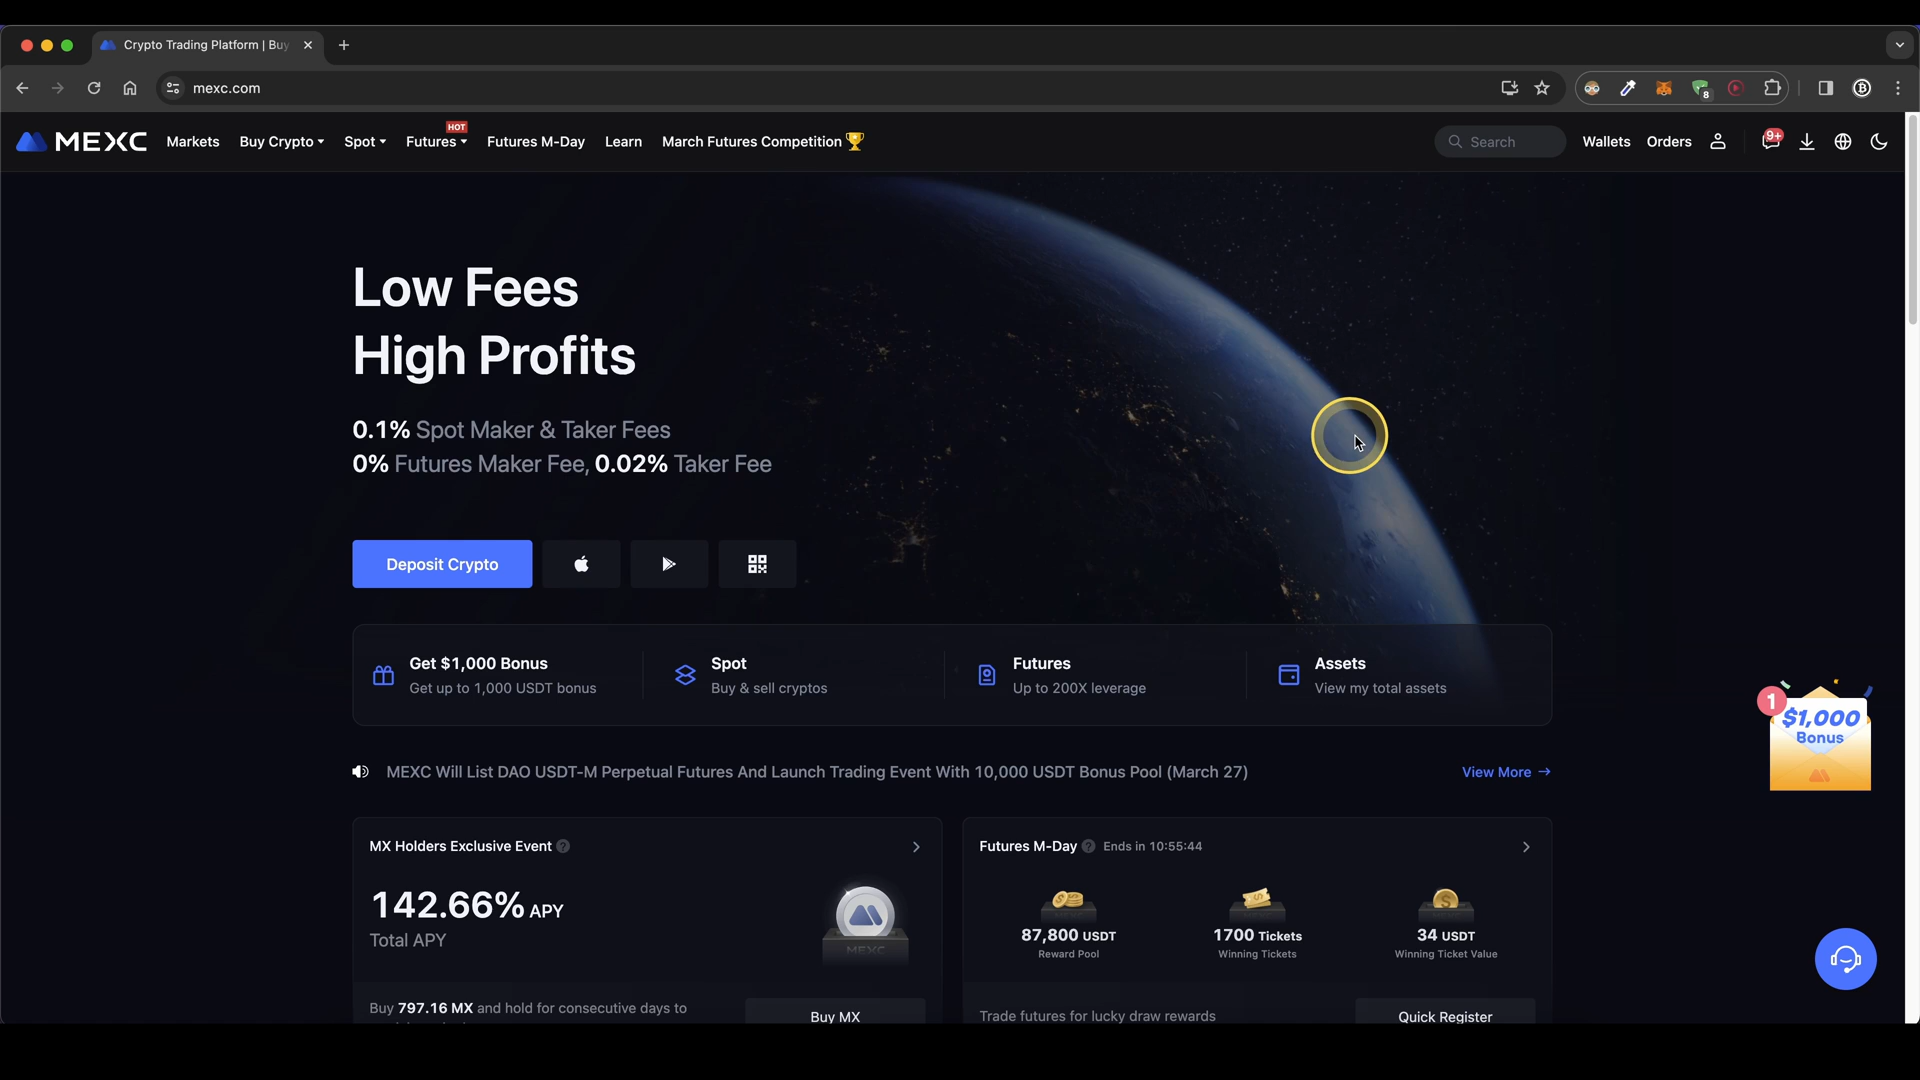 Crypto Trading Platform | Buy
mexc.com
8
MEXC
Markets
Buy Crypto
Spot
Futures
HOT
Futures M-Day
Learn
March Futures Competition
Search
Wallets
Orders
9+
Low Fees
High Profits
0.1% Spot Maker & Taker Fees
0% Futures Maker Fee, 0.02% Taker Fee
Deposit Crypto
Get $1,000 Bonus
Get up to 1,000 USDT bonus
Spot
Buy & sell cryptos
Futures
Up to 200X leverage
Assets
View my total assets
1
$1,000
Bonus
MEXC Will List DAO USDT-M Perpetual Futures And Launch Trading Event With 10,000 USDT Bonus Pool (March 27)
View More
MX Holders Exclusive Event ?
142.66% APY
Total APY
MEXC
Buy 797.16 MX and hold for consecutive days to
Buy MX
Futures M-Day ? Ends in 10:55:44
87,800 USDT
Reward Pool
1700 Tickets
Winning Tickets
34 USDT
Winning Ticket Value
Trade futures for lucky draw rewards
Quick Register